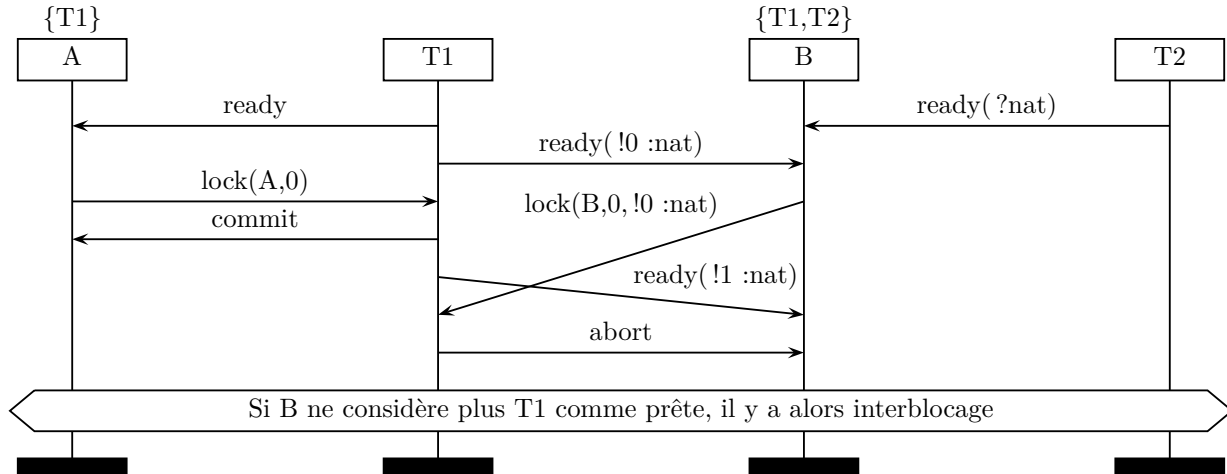 {T1} {T1,T2}
A T1 B T2
ready ready( ?nat)
ready( !0 :nat)
lock(A,0) lock(B,0, !0 :nat)
commit
ready( !1 :nat)
abort
Si B ne considère plus T1 comme prête, il y a alors interblocage